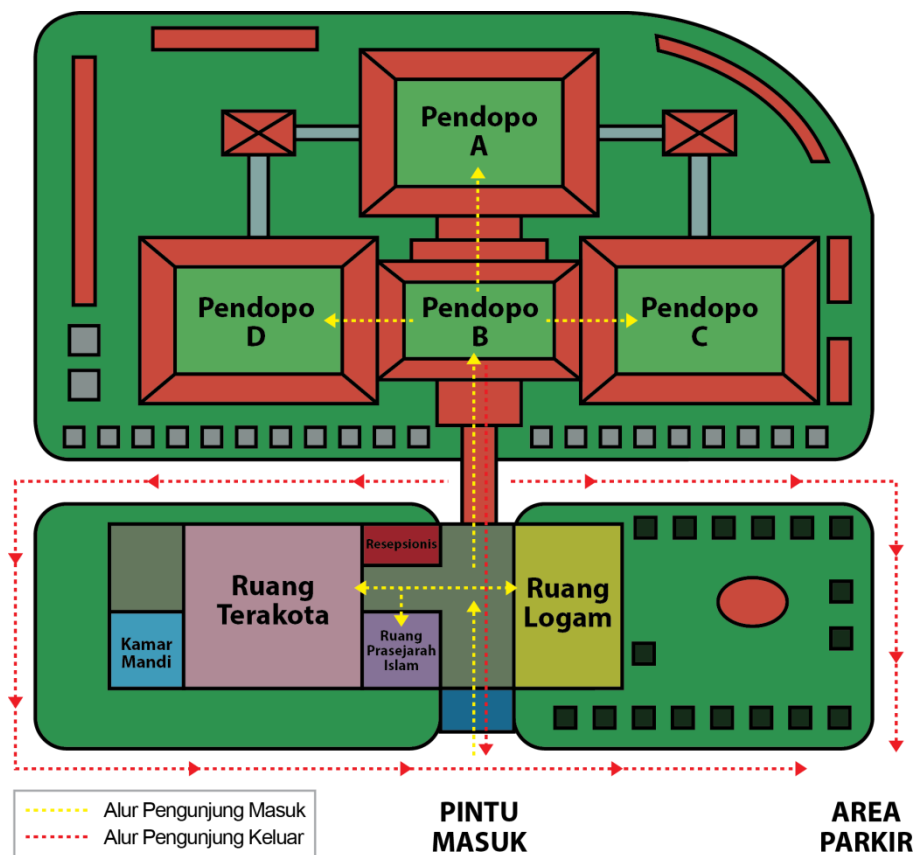 Pendopo
A
Pendopo
D
Pendopo
B
Pendopo
C
Resepsionis
Ruang
Terakota
Ruang
Logam
Kamar
Mandi
Ruang
Prasejarah
Islam
Alur Pengunjung Masuk
Alur Pengunjung Keluar
PINTU
MASUK
AREA
PARKIR